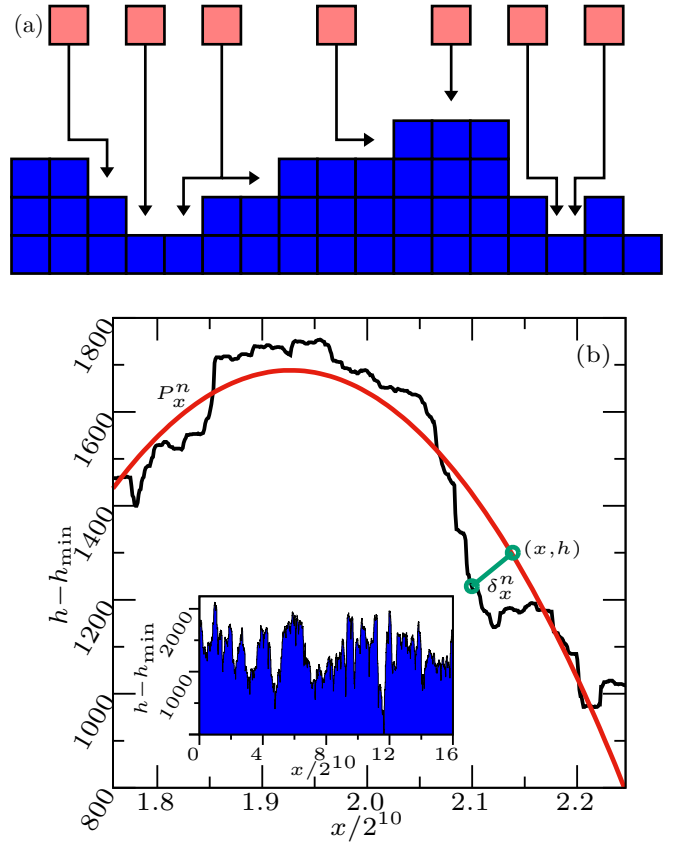 (a)
(b)
1800
1600
1400
1200
1000
800
h−h_min
P_x^n
(x,h)
δ_x^n
2000
1000
h−h_min
0 4 8 12 16
x/2^10
1.8 1.9 2.0 2.1 2.2
x/2^10